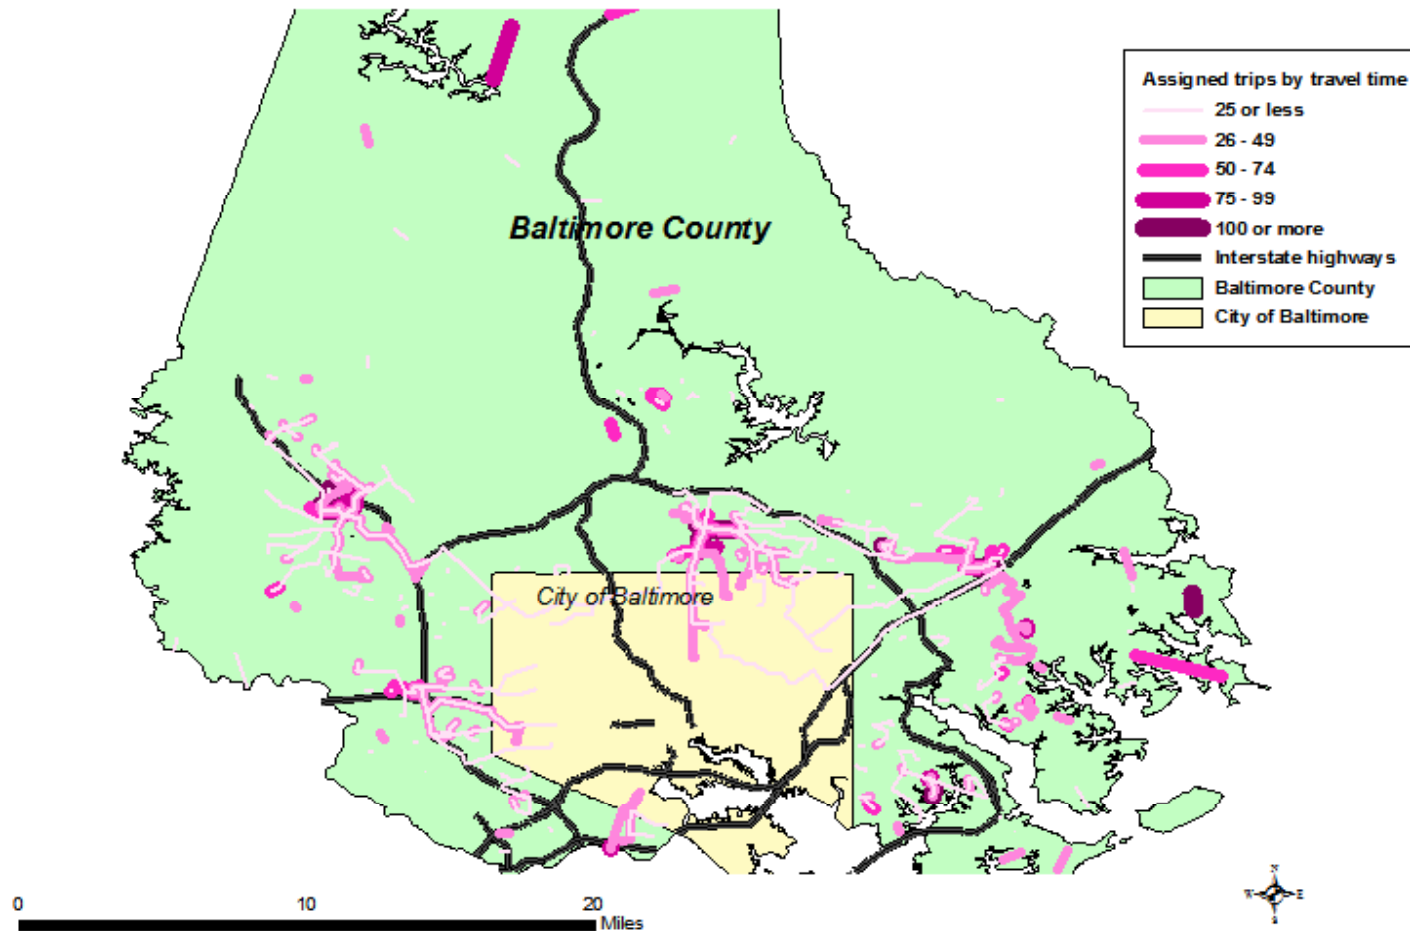 Assigned trips by travel time
25 or less
26 - 49
50 - 74
75 - 99
100 or more
Interstate highways
Baltimore County
City of Baltimore
Baltimore County
City of Baltimore
0 10 20
Miles
N
W E
S